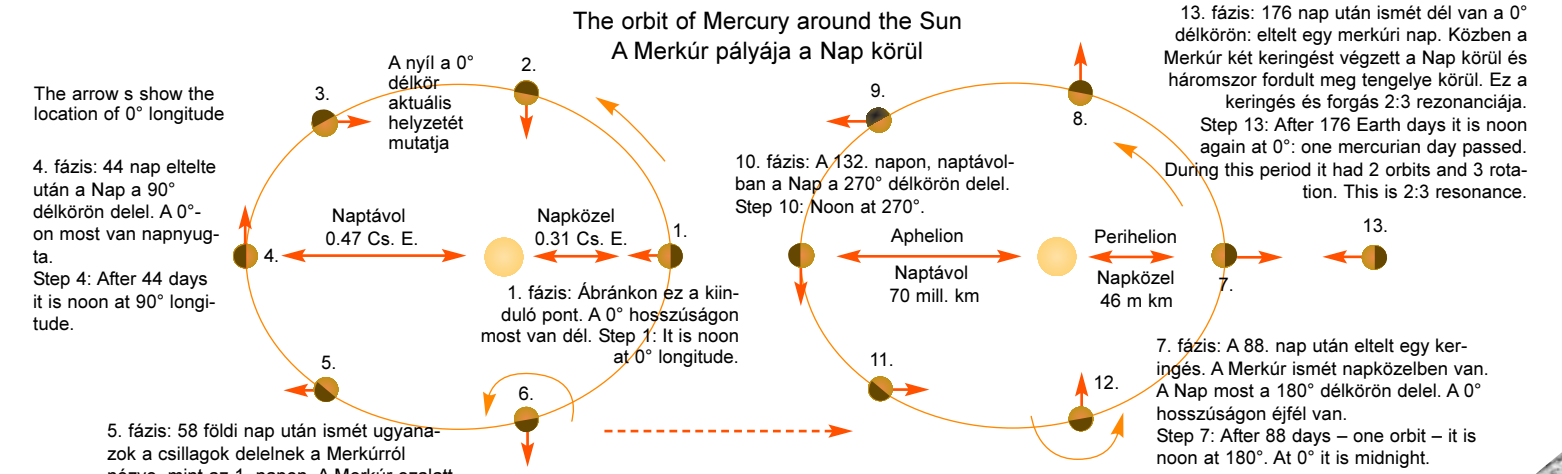 The orbit of Mercury around the Sun
A Merkúr pályája a Nap körül
The arrow s show the
location of 0° longitude
A nyíl a 0°
délkör
aktuális
helyzetét
mutatja
2.
3.
4. fázis: 44 nap eltelte
után a Nap a 90°
délkörön delel. A 0°-
on most van napnyug-
ta.
Step 4: After 44 days
it is noon at 90° longi-
tude.
4.
Naptávol
0.47 Cs. E.
Napközel
0.31 Cs. E.
1.
1. fázis: Ábránkon ez a kiin-
duló pont. A 0° hosszúságon
most van dél. Step 1: It is noon
at 0° longitude.
5.
6.
5. fázis: 58 földi nap után ismét ugyana-
zok a csillagok delelnek a Merkúrról
nézve, mint az 1. napon. A Merkúr ezalatt
9.
8.
10. fázis: A 132. napon, naptávol-
ban a Nap a 270° délkörön delel.
Step 10: Noon at 270°.
Aphelion
Naptávol
70 mill. km
Perihelion
Napközel
46 m km
7.
13.
11.
12.
13. fázis: 176 nap után ismét dél van a 0°
délkörön: eltelt egy merkúri nap. Közben a
Merkúr két keringést végzett a Nap körül és
háromszor fordult meg tengelye körül. Ez a
keringés és forgás 2:3 rezonanciája.
Step 13: After 176 Earth days it is noon
again at 0°: one mercurian day passed.
During this period it had 2 orbits and 3 rota-
tion. This is 2:3 resonance.
7. fázis: A 88. nap után eltelt egy ker-
ingés. A Merkúr ismét napközelben van.
A Nap most a 180° délkörön delel. A 0°
hosszúságon éjfél van.
Step 7: After 88 days – one orbit – it is
noon at 180°. At 0° it is midnight.